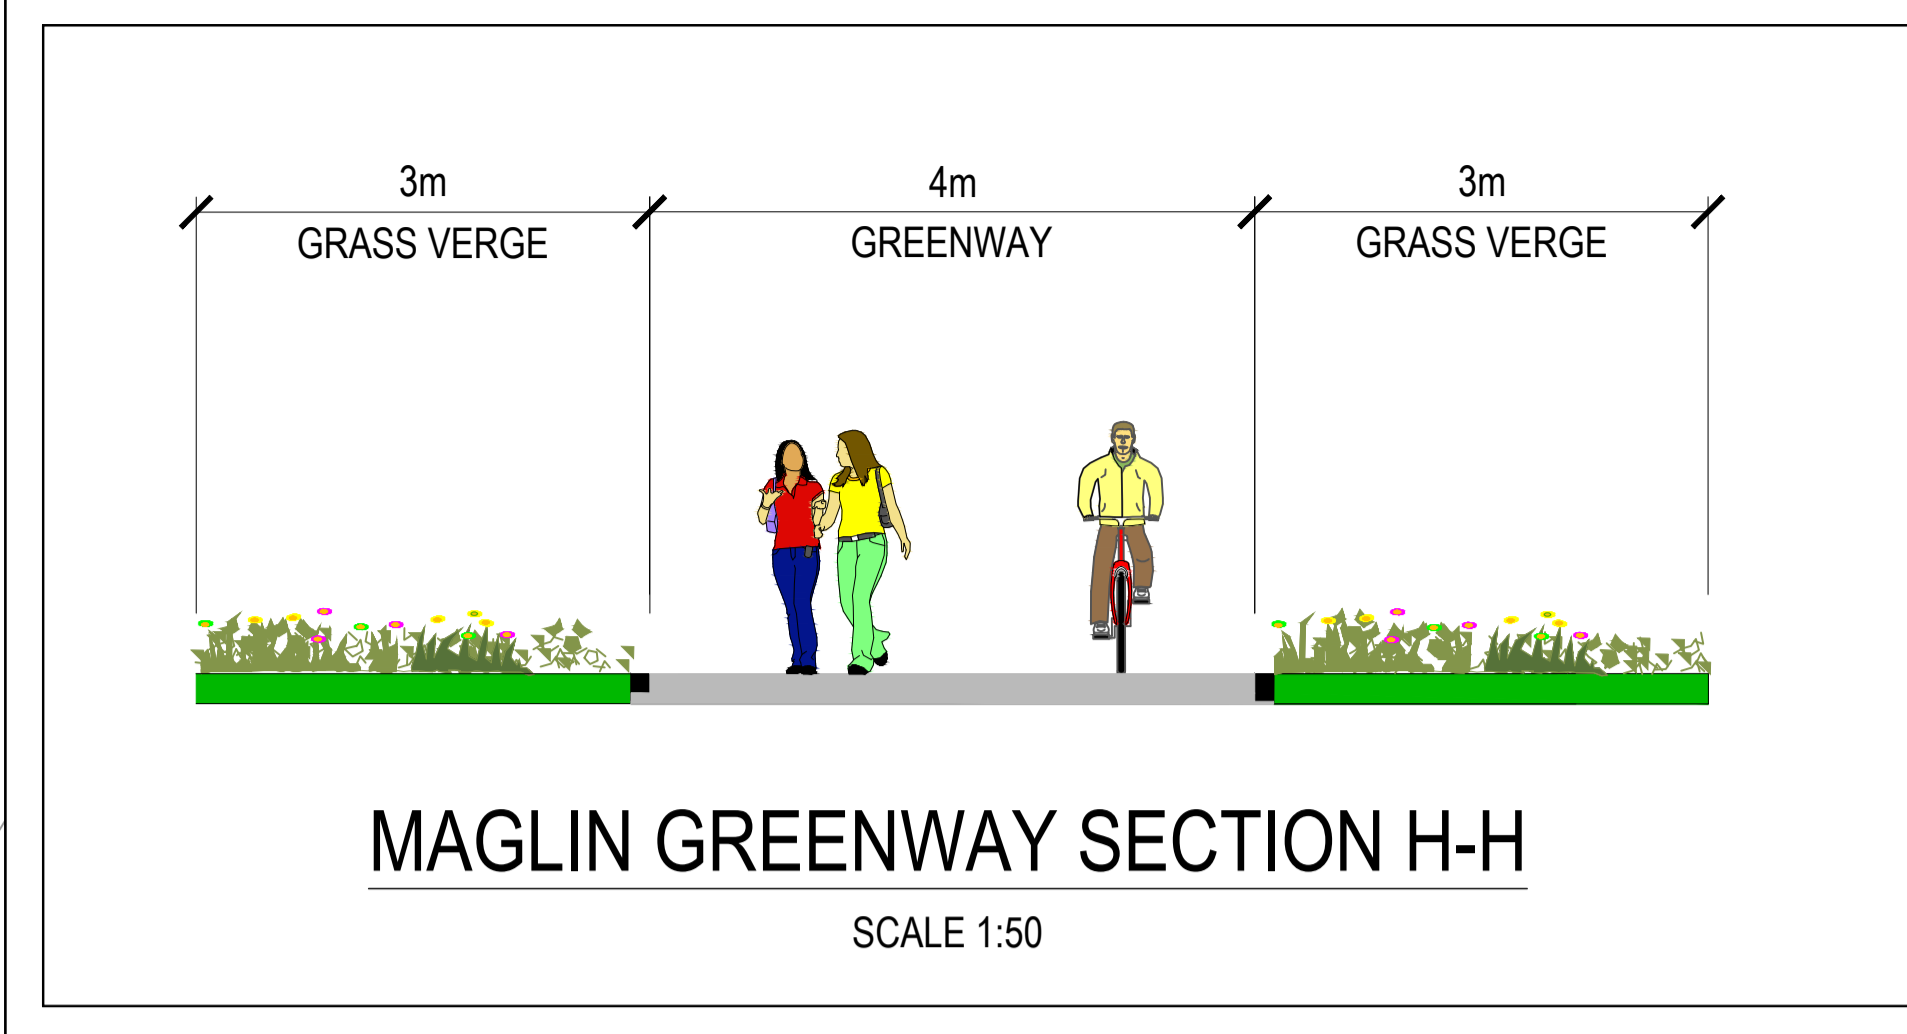 3m 4m 3m
GRASS VERGE GREENWAY GRASS VERGE
MAGLIN GREENWAY SECTION H-H
SCALE 1:50